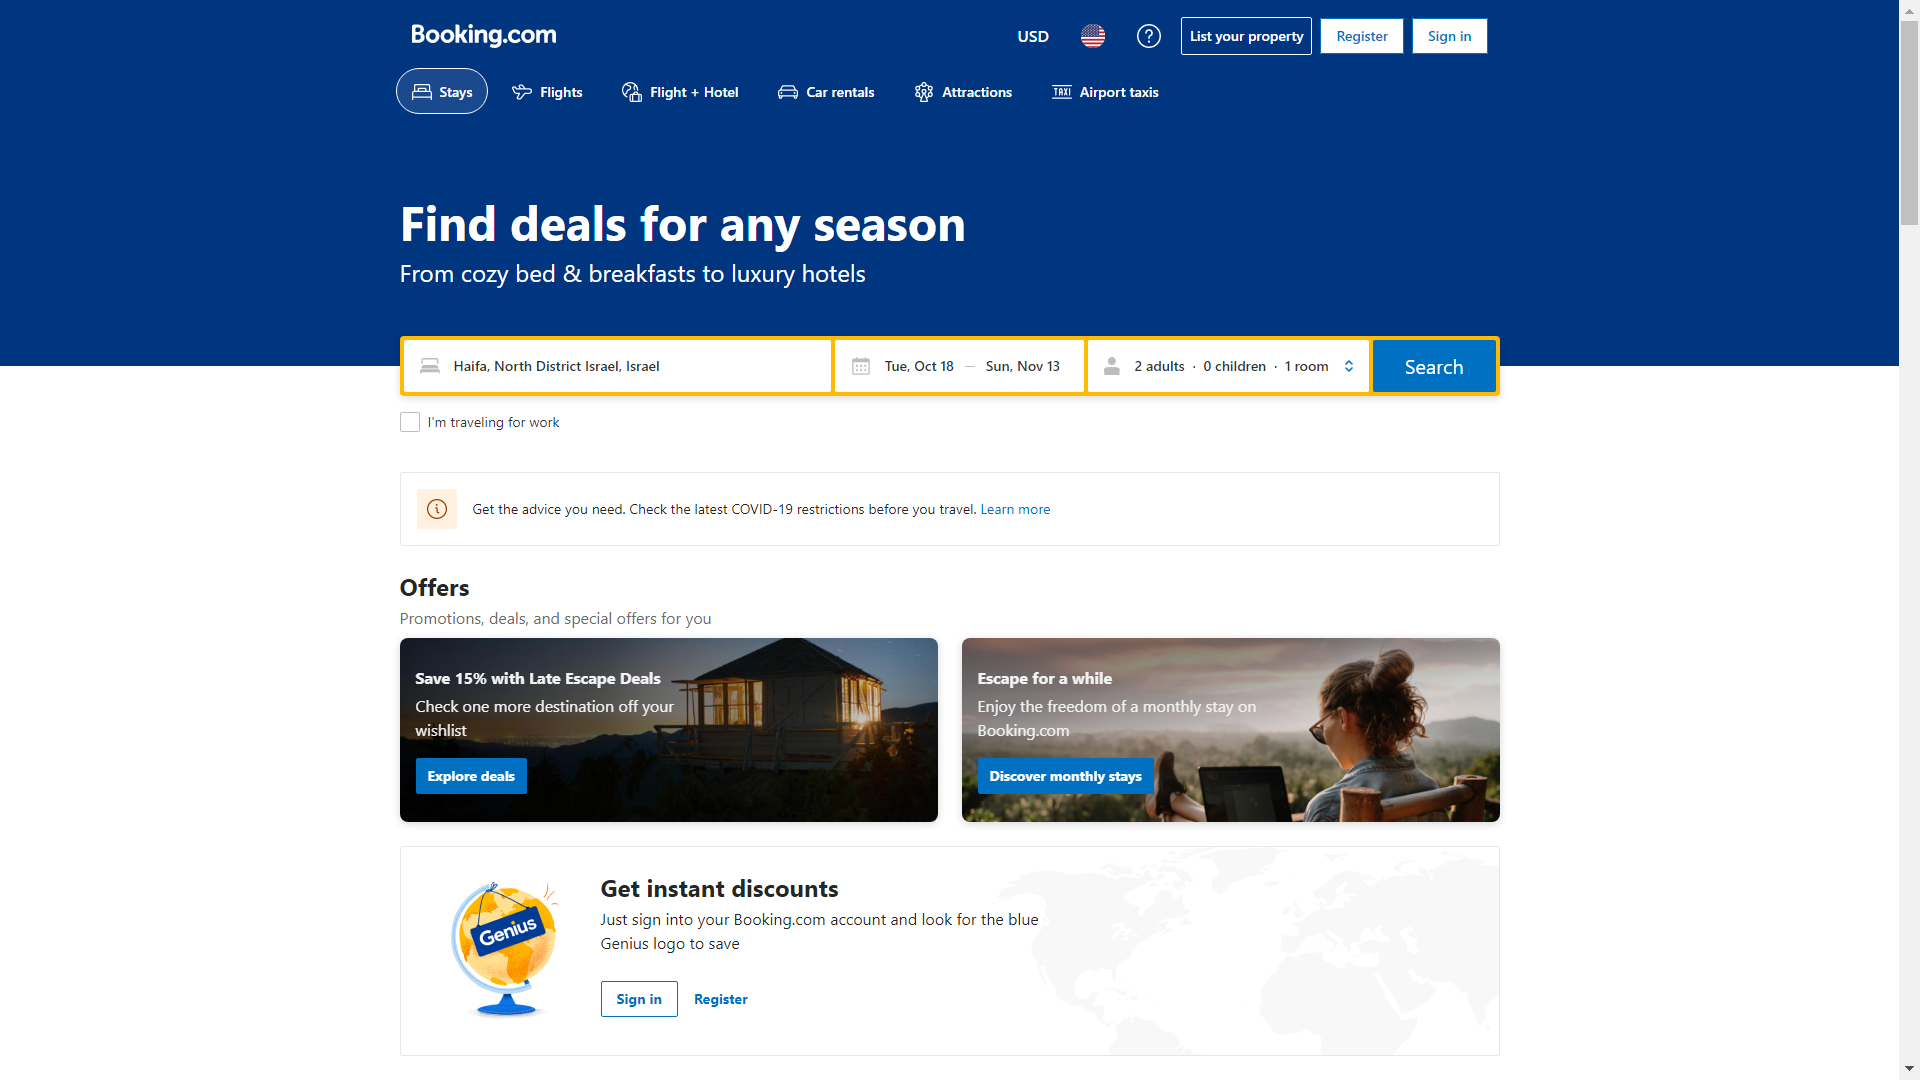 Booking.com
USD
List your property
Register
Sign in
Stays
Flights
Flight + Hotel
Car rentals
Attractions
TAXI
Airport taxis
Find deals for any season
From cozy bed & breakfasts to luxury hotels
Haifa, North District Israel, Israel
Tue, Oct 18 — Sun, Nov 13
2 adults · 0 children · 1 room
Search
I'm traveling for work
Get the advice you need. Check the latest COVID-19 restrictions before you travel. Learn more
Offers
Promotions, deals, and special offers for you
Save 15% with Late Escape Deals
Check one more destination off your
wishlist
Explore deals
Escape for a while
Enjoy the freedom of a monthly stay on
Booking.com
Discover monthly stays
Genius
Get instant discounts
Just sign into your Booking.com account and look for the blue
Genius logo to save
Sign in
Register